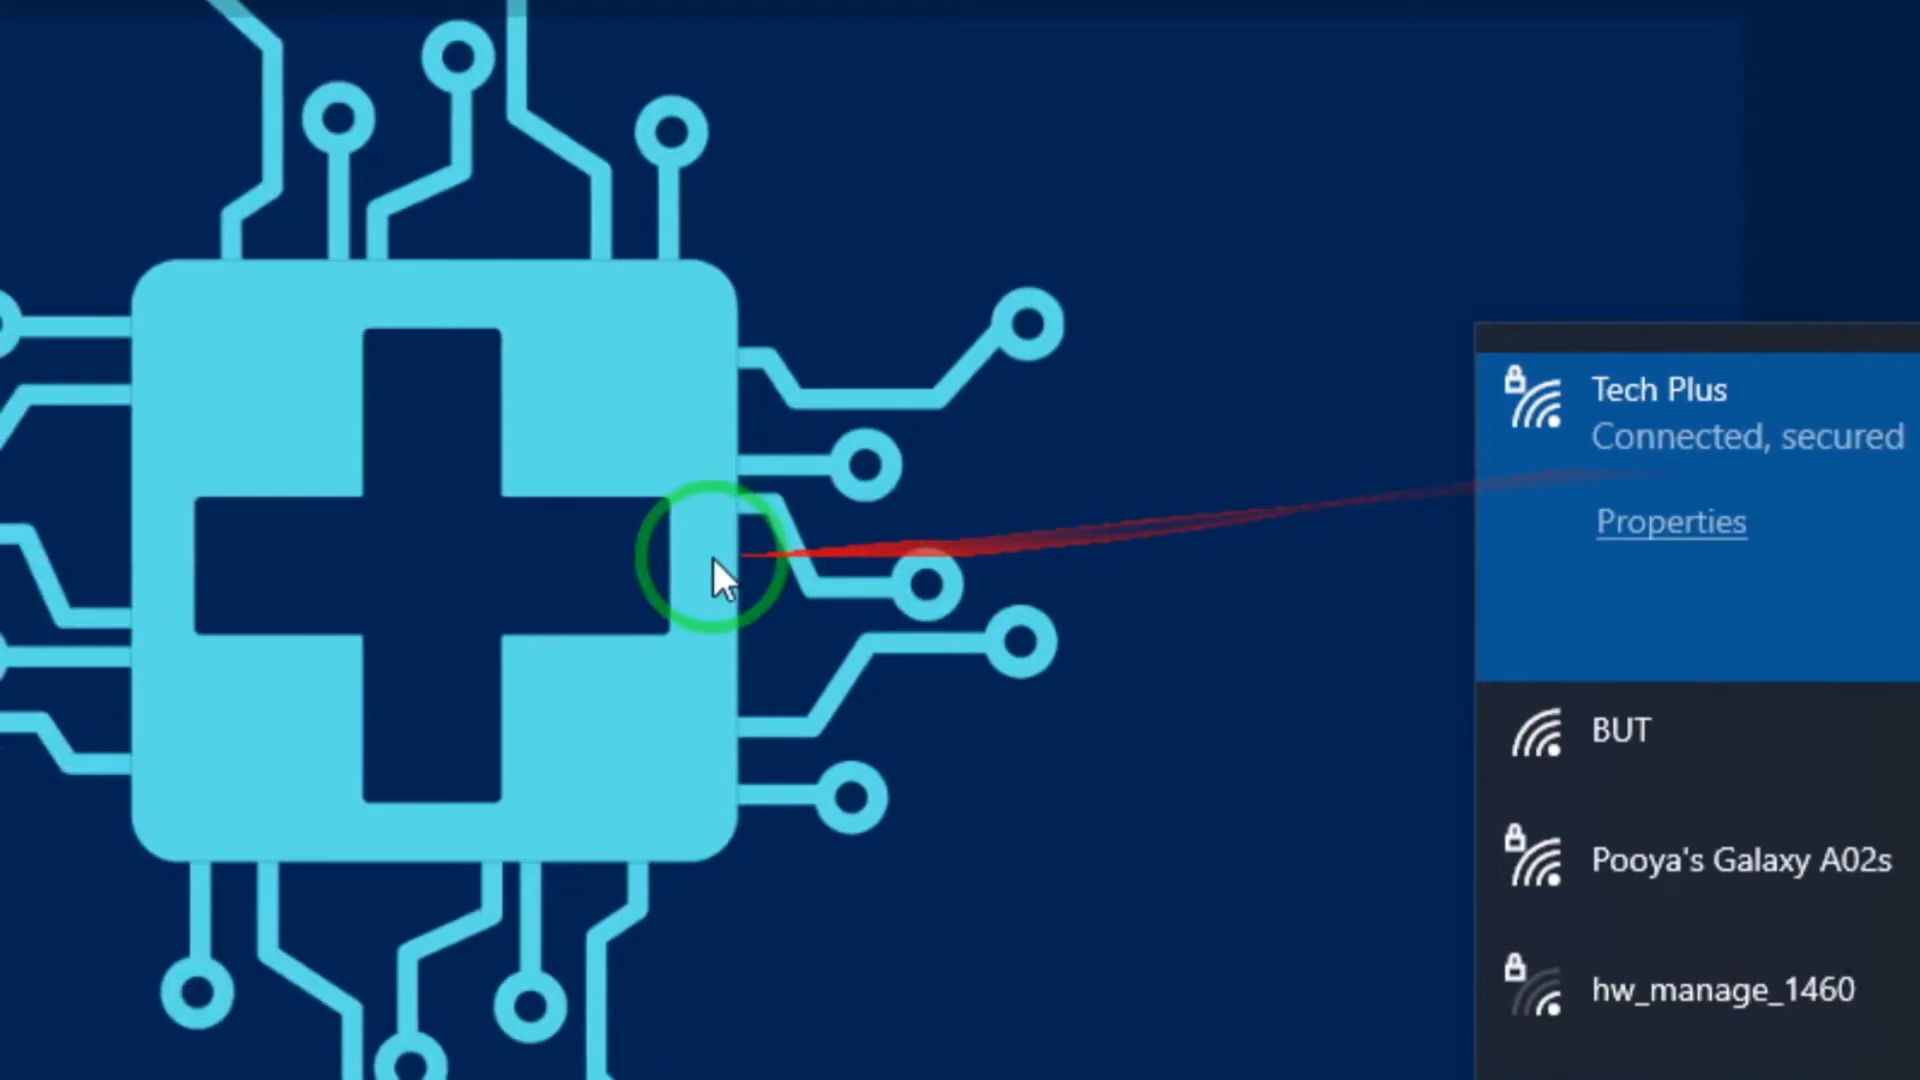 Tech Plus
Connected, secured
Properties
BUT
Pooya's Galaxy A02s
hw_manage_1460